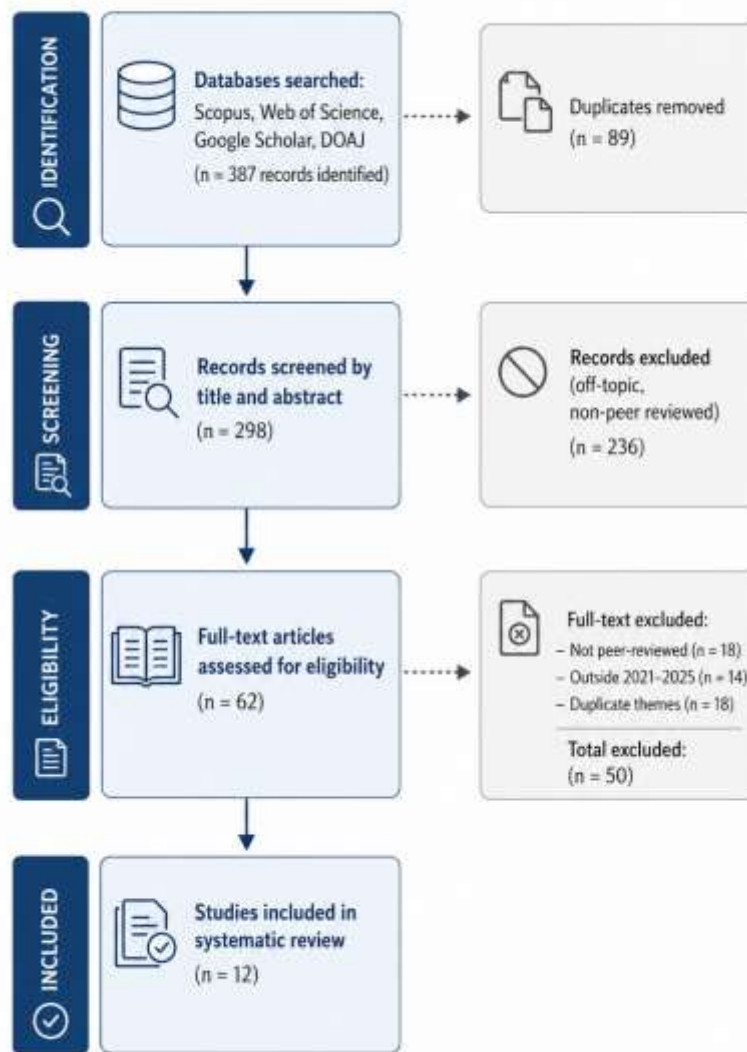 IDENTIFICATION
Databases searched:
Scopus, Web of Science,
Google Scholar, DOAJ
(n = 387 records identified)
Duplicates removed
(n = 89)
SCREENING
Records screened by
title and abstract
(n = 298)
Records excluded
(off-topic,
non-peer reviewed)
(n = 236)
ELIGIBILITY
Full-text articles
assessed for eligibility
(n = 62)
Full-text excluded:
– Not peer-reviewed (n = 18)
– Outside 2021–2025 (n = 14)
– Duplicate themes (n = 18)
Total excluded:
(n = 50)
INCLUDED
Studies included in
systematic review
(n = 12)